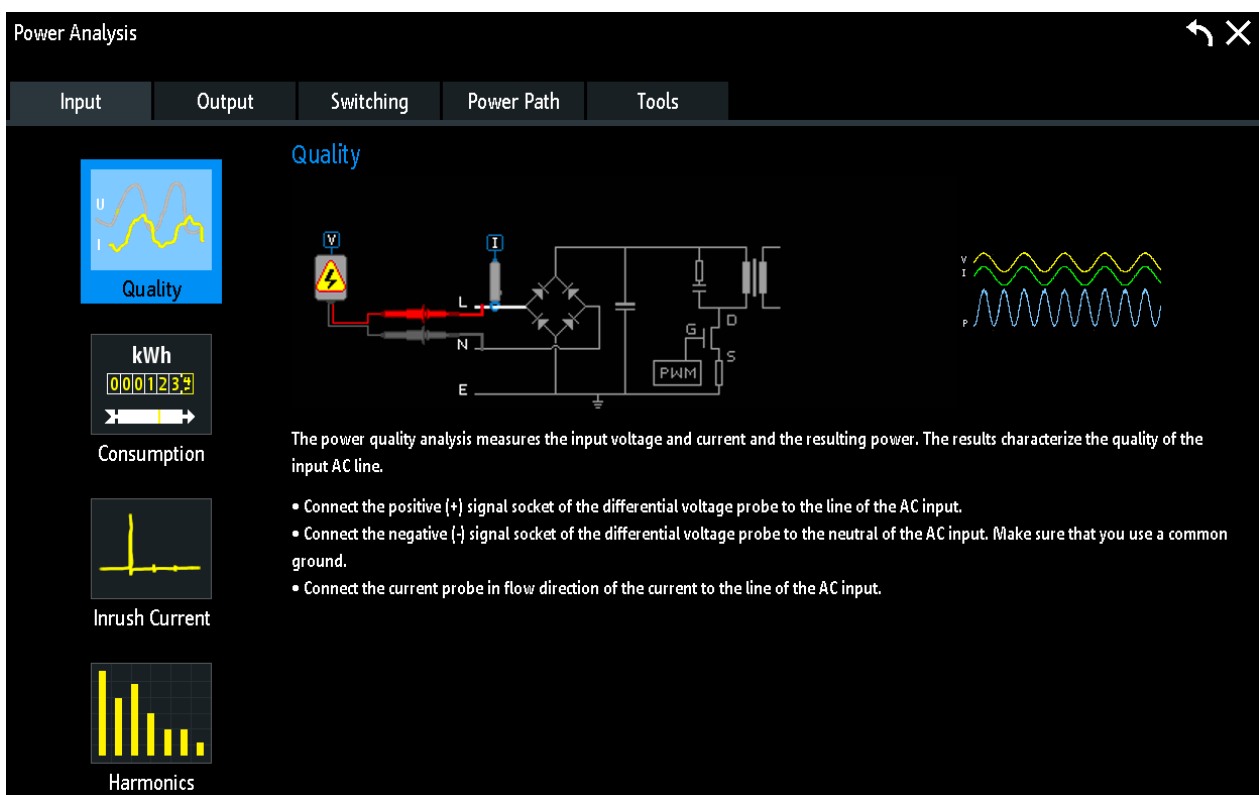 Power Analysis
Input Output Switching Power Path Tools
Quality
U
I
Quality
kWh
000123,4
Consumption
Inrush Current
Harmonics
V
I
L
N
E
G
D
S
PWM
V
I
P
The power quality analysis measures the input voltage and current and the resulting power. The results characterize the quality of the
input AC line.
• Connect the positive (+) signal socket of the differential voltage probe to the line of the AC input.
• Connect the negative (-) signal socket of the differential voltage probe to the neutral of the AC input. Make sure that you use a common
ground.
• Connect the current probe in flow direction of the current to the line of the AC input.